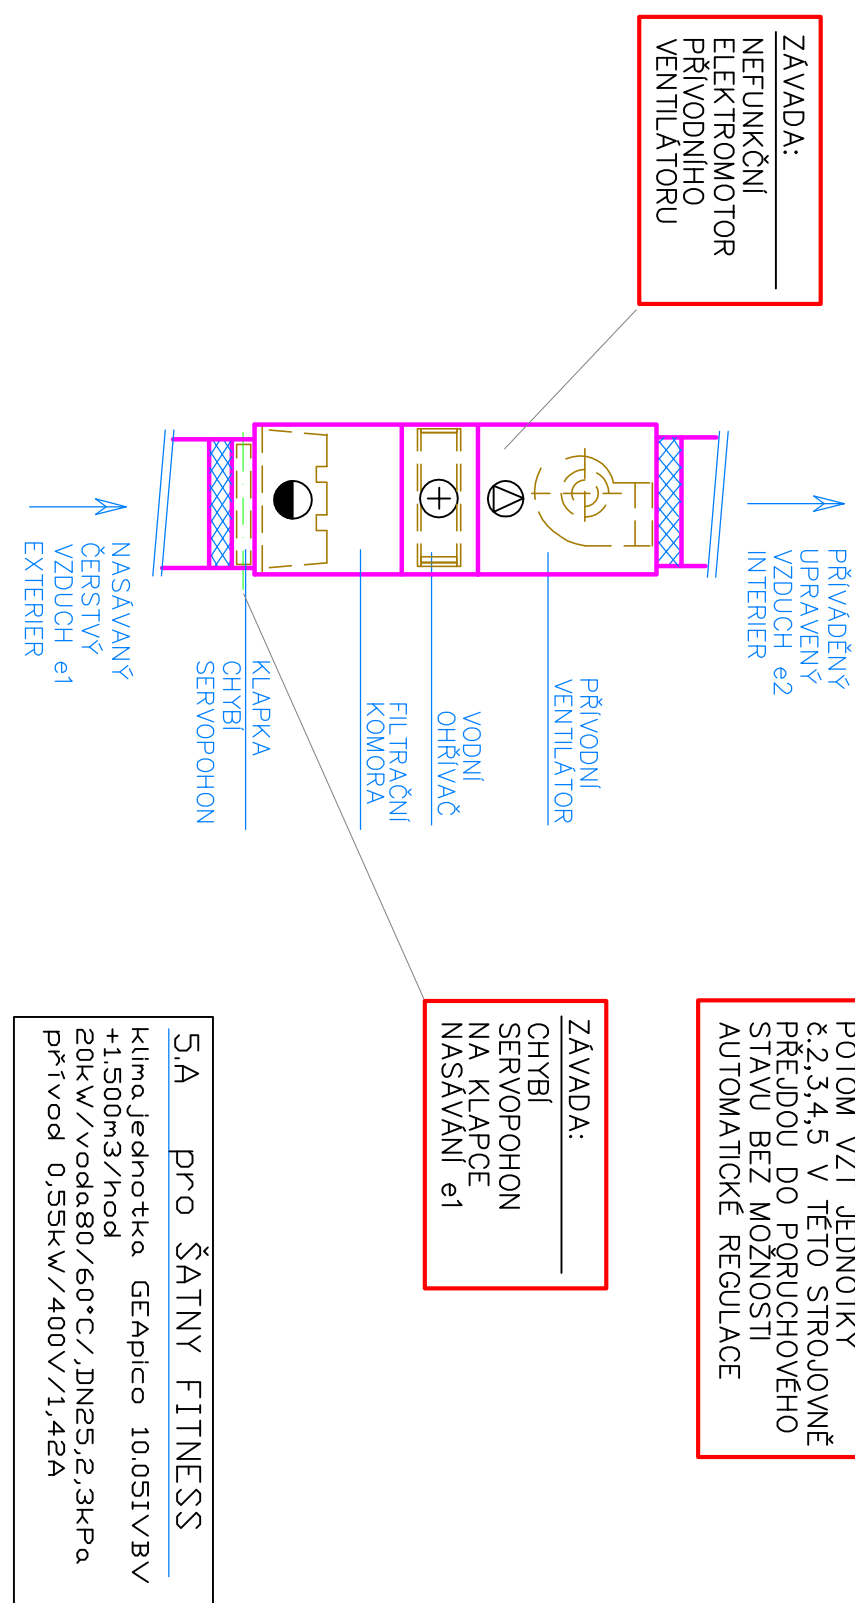 ZÁVADA:
NEFUNKČNÍ
ELEKTROMOTOR
PŘÍVODNÍHO
VENTILÁTORU
PŘIVÁDĚNÝ
UPRAVENÝ
VZDUCH e2
INTERIER
PŘÍVODNÍ
VENTILÁTOR
VODNÍ
OHŘÍVAČ
FILTRAČNÍ
KOMORA
KLAPKA
CHYBÍ
SERVOPOHON
NASÁVANÝ
ČERSTVÝ
VZDUCH e1
EXTERIER
POTOM VZT JEDNOTKY
č.2,3,4,5 V TÉTO STROJOVNĚ
PŘEJDOU DO PORUCHOVÉHO
STAVU BEZ MOŽNOSTI
AUTOMATICKÉ REGULACE
ZÁVADA:
CHYBÍ
SERVOPOHON
NA KLAPCE
NASÁVÁNÍ e1
5.A pro ŠATNY FITNESS
klima.jednotka GEApico 10.05IVBV
+1.500m3/hod
20kW/voda80/60°C/,DN25,2,3kPa
přívod 0,55kW/400V/1,42A